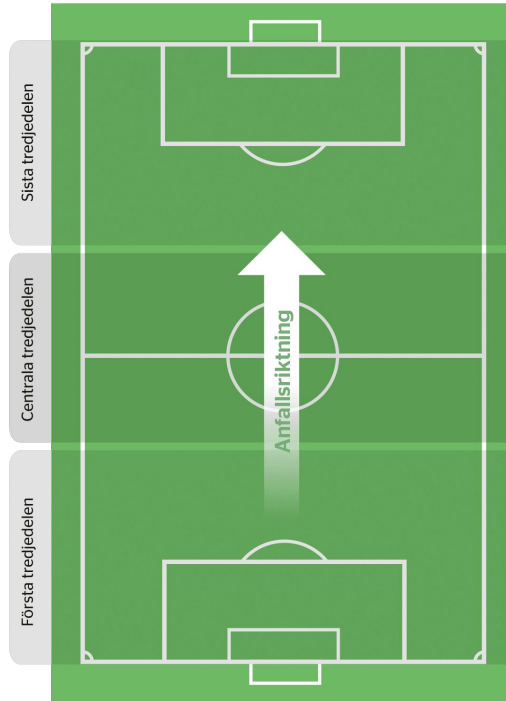 Sista tredjedelen
Centrala tredjedelen
Anfallsriktning
Första tredjedelen